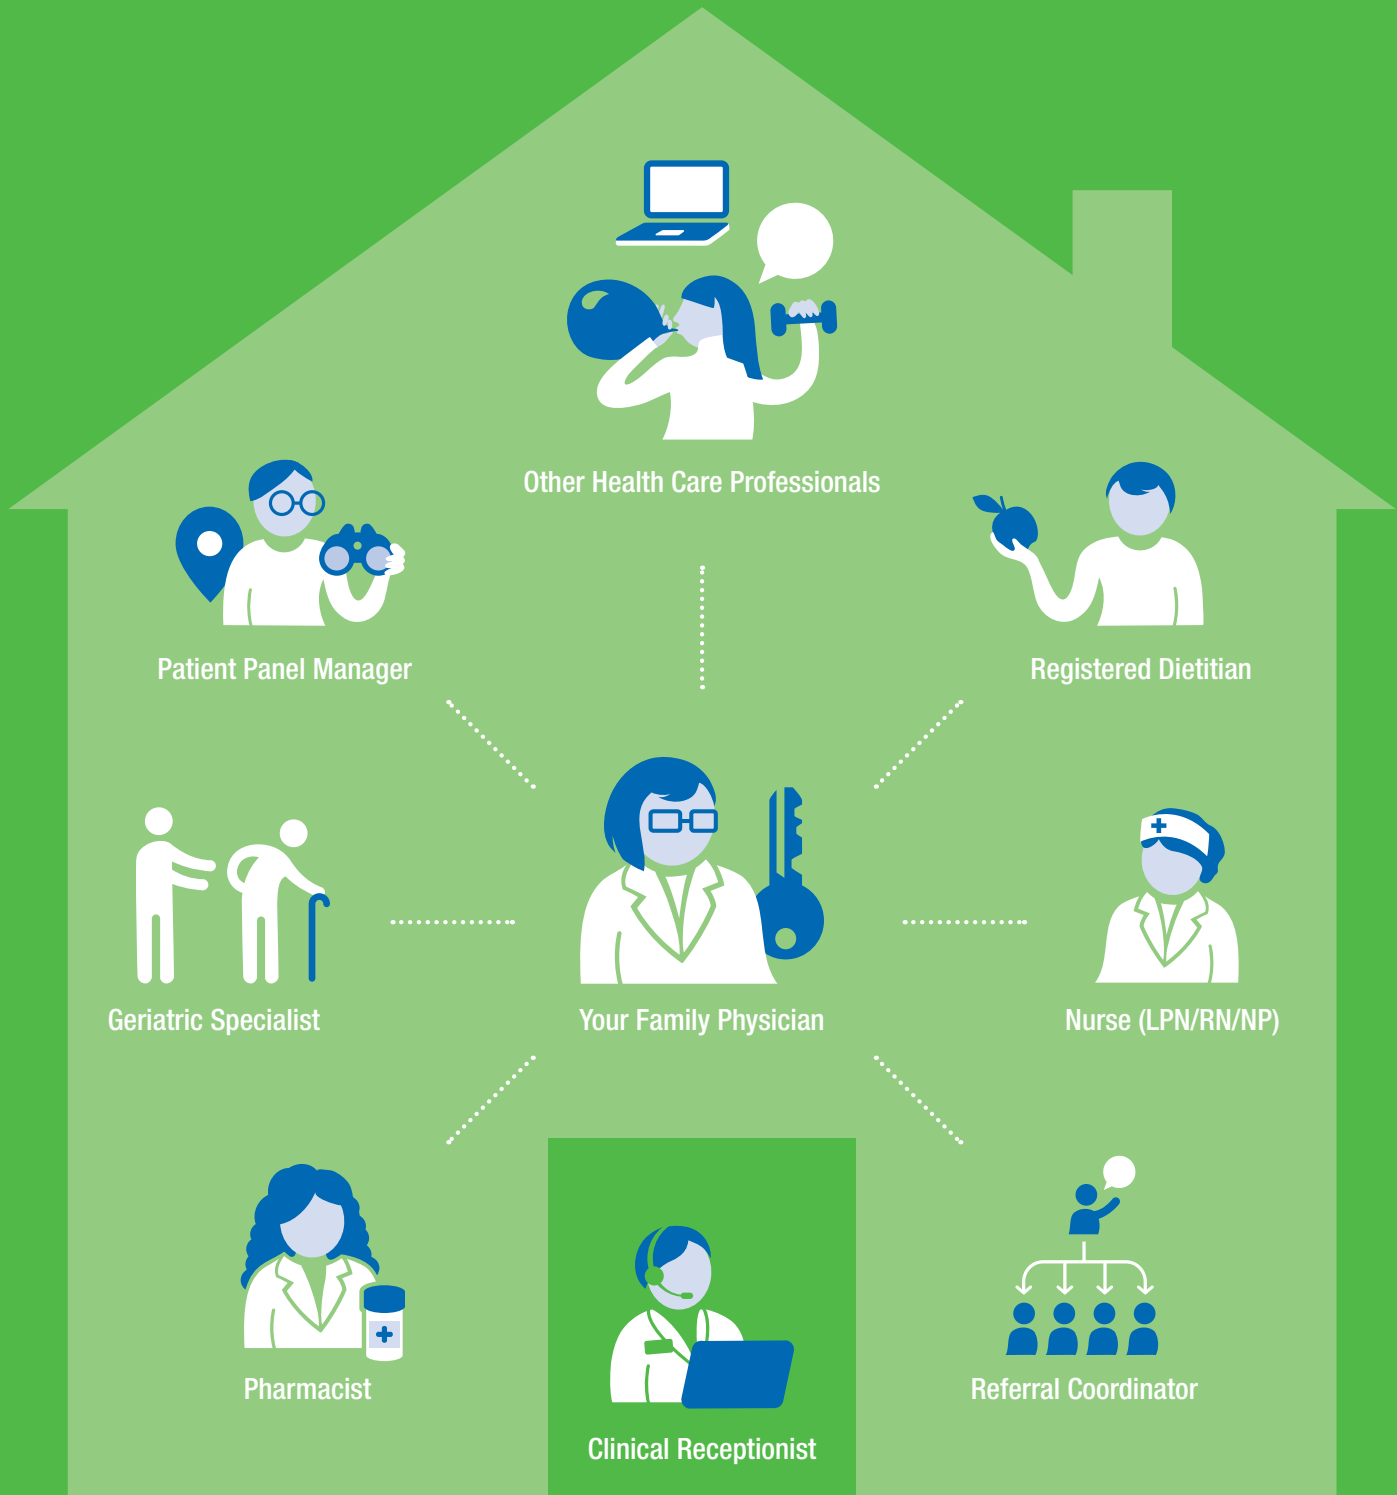 Other Health Care Professionals
Patient Panel Manager
Registered Dietitian
Geriatric Specialist
Your Family Physician
Nurse (LPN/RN/NP)
Pharmacist
Referral Coordinator
Clinical Receptionist